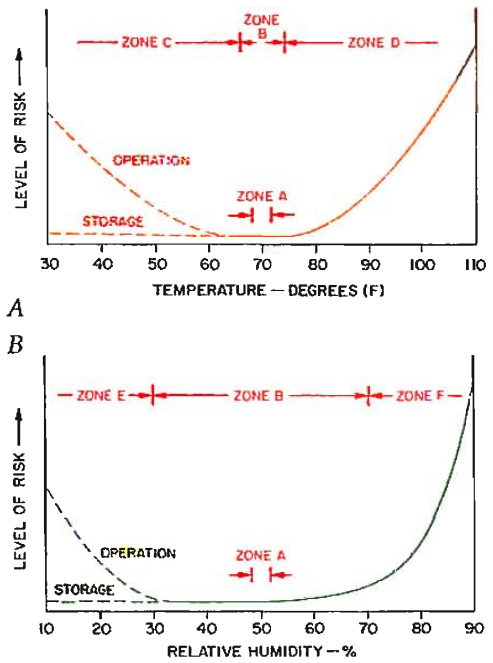 ZONE
B
ZONE C
ZONE D
LEVEL OF RISK
OPERATION
ZONE A
STORAGE
30 40 50 60 70 80 90 100 110
TEMPERATURE — DEGREES (F)
A
B
ZONE E ZONE B ZONE F
LEVEL OF RISK
OPERATION
ZONE A
STORAGE
10 20 30 40 50 60 70 80 90
RELATIVE HUMIDITY — %